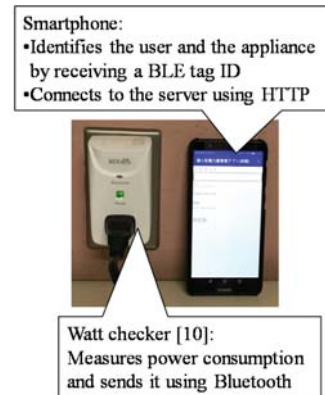 Smartphone:
•Identifies the user and the appliance
by receiving a BLE tag ID
•Connects to the server using HTTP
Watt checker [10]:
Measures power consumption
and sends it using Bluetooth